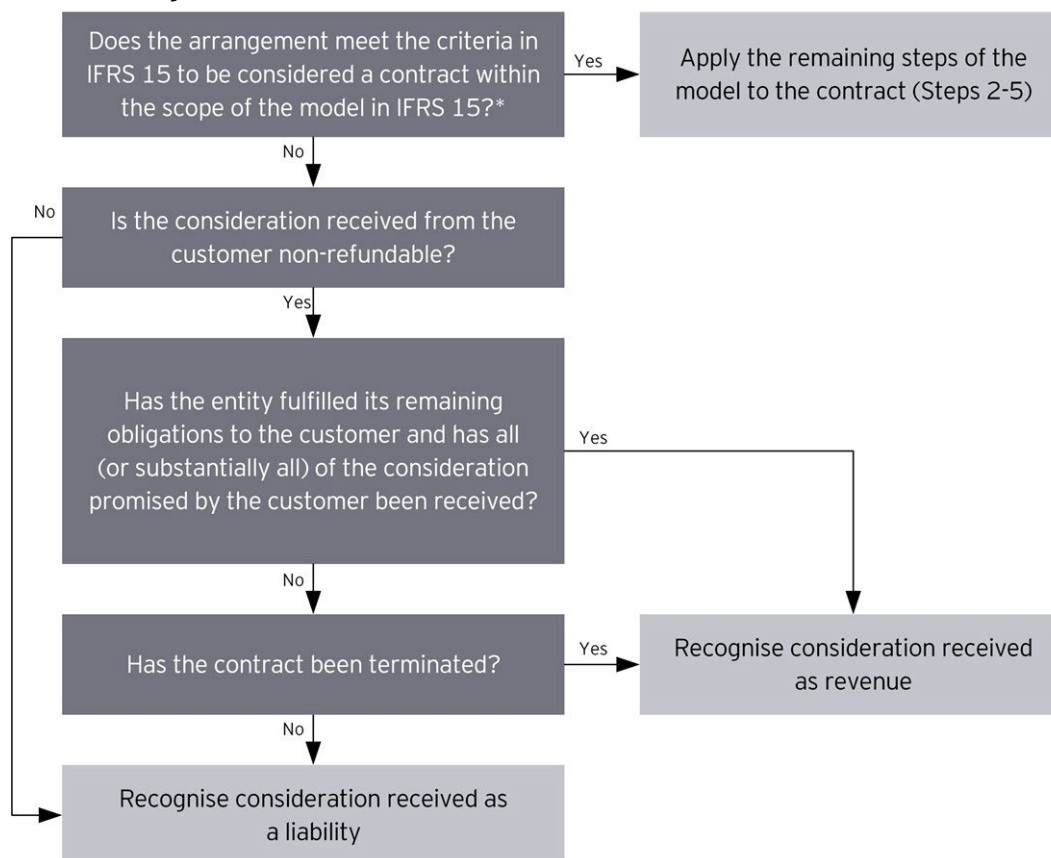 Does the arrangement meet the criteria in
IFRS 15 to be considered a contract within
the scope of the model in IFRS 15?*
Yes
Apply the remaining steps of the
model to the contract (Steps 2-5)
No
No
Is the consideration received from the
customer non-refundable?
Yes
Has the entity fulfilled its remaining
obligations to the customer and has all
(or substantially all) of the consideration
promised by the customer been received?
Yes
No
Has the contract been terminated?
Yes
Recognise consideration received
as revenue
No
Recognise consideration received as
a liability